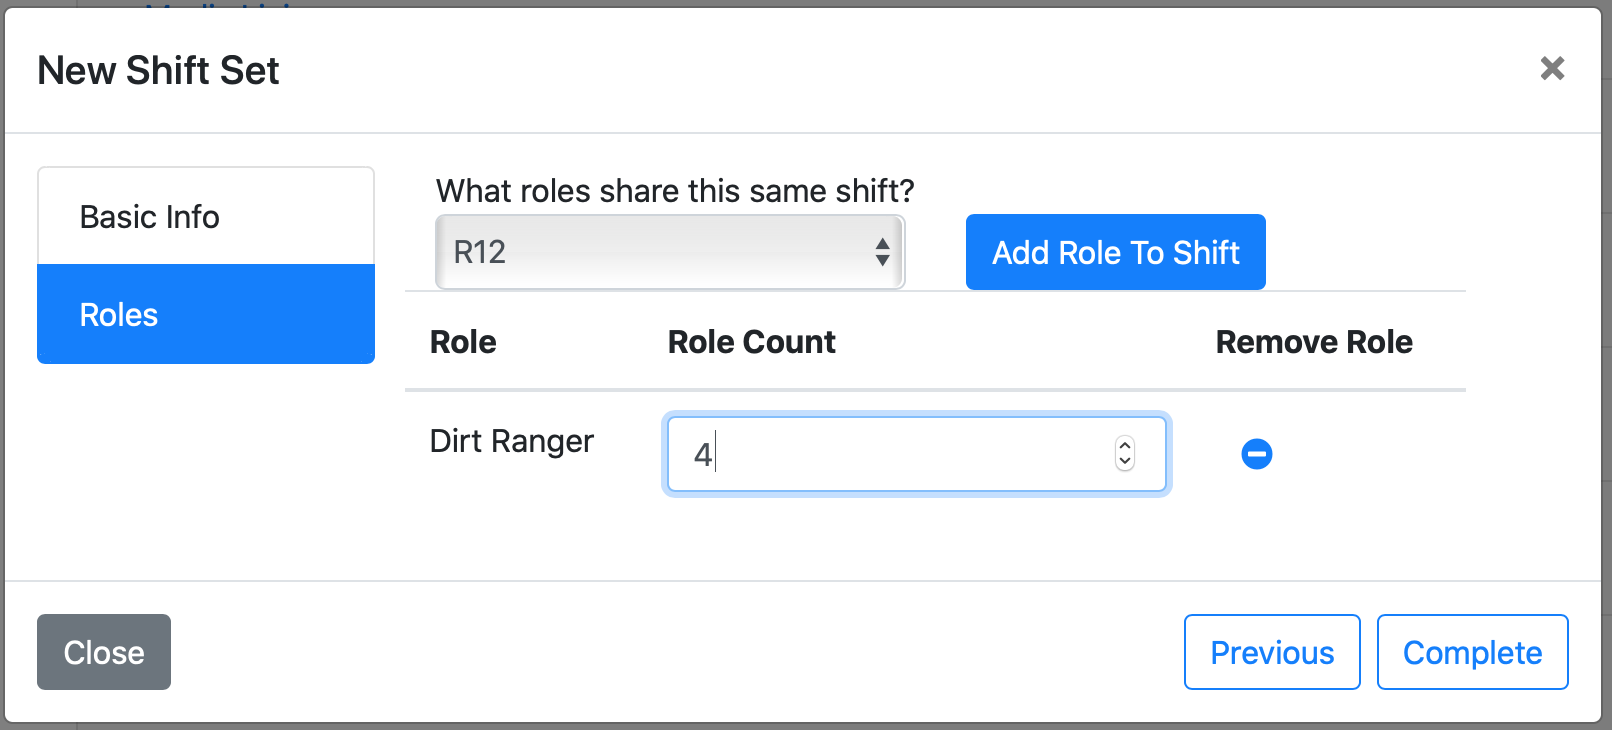 New Shift Set
Basic Info
Roles
What roles share this same shift?
R12
Add Role To Shift
Role Role Count Remove Role
Dirt Ranger 4
Close Previous Complete